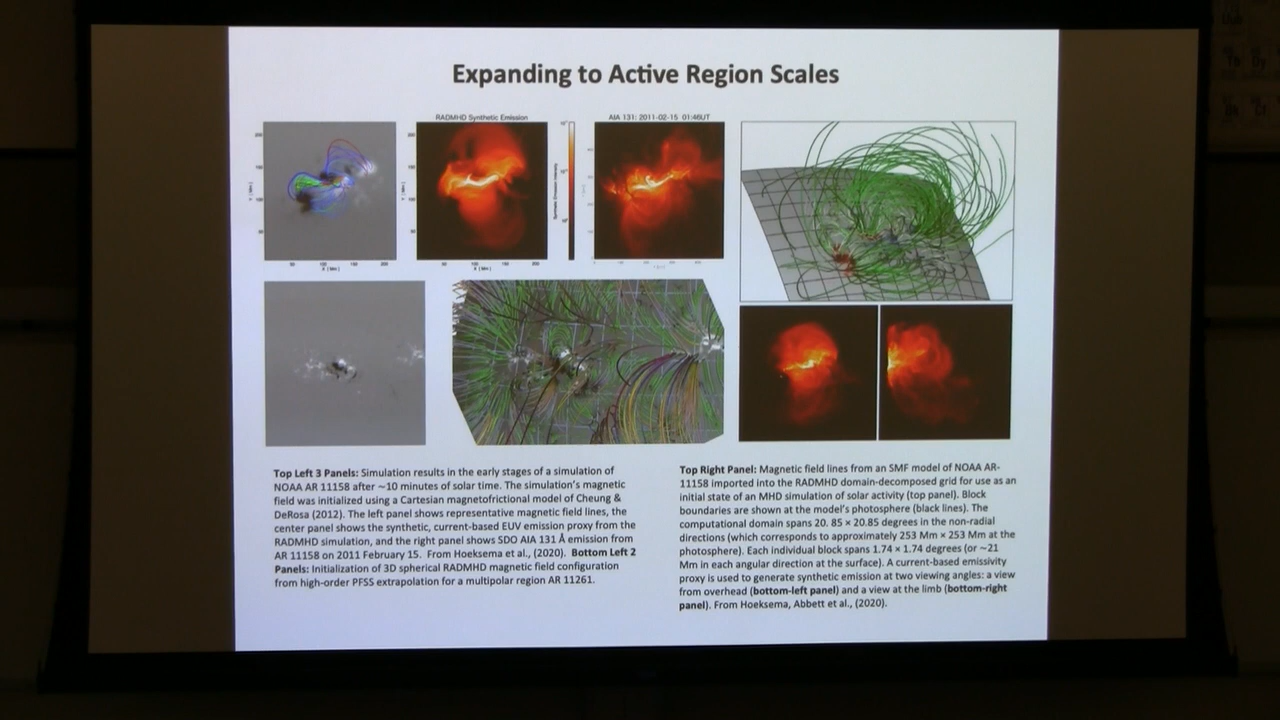 Expanding to Active Region Scales
RADMHD Synthetic Emission
AIA 131: 2011-02-15 01:46UT
Top Left 3 Panels: Simulation results in the early stages of a simulation of
NOAA AR 11158 after ~10 minutes of solar time. The simulation's magnetic
field was initialized using a Cartesian magnetofrictional model of Cheung &
DeRosa (2012). The left panel shows representative magnetic field lines, the
center panel shows the synthetic, current-based EUV emission proxy from the
RADMHD simulation, and the right panel shows SDO AIA 131 Å emission from
AR 11158 on 2011 February 15. From Hoeksema et al., (2020). Bottom Left 2
Panels: Initialization of 3D spherical RADMHD magnetic field configuration
from high-order PFSS extrapolation for a multipolar region AR 11261.
Top Right Panel: Magnetic field lines from an SMF model of NOAA AR-
11158 imported into the RADMHD domain-decomposed grid for use as an
initial state of an MHD simulation of solar activity (top panel). Block
boundaries are shown at the model's photosphere (black lines). The
computational domain spans 20. 85 × 20.85 degrees in the non-radial
directions (which corresponds to approximately 253 Mm × 253 Mm at the
photosphere). Each individual block spans 1.74 × 1.74 degrees (or ~21
Mm in each angular direction at the surface). A current-based emissivity
proxy is used to generate synthetic emission at two viewing angles: a view
from overhead (bottom-left panel) and a view at the limb (bottom-right
panel). From Hoeksema, Abbett et al., (2020).